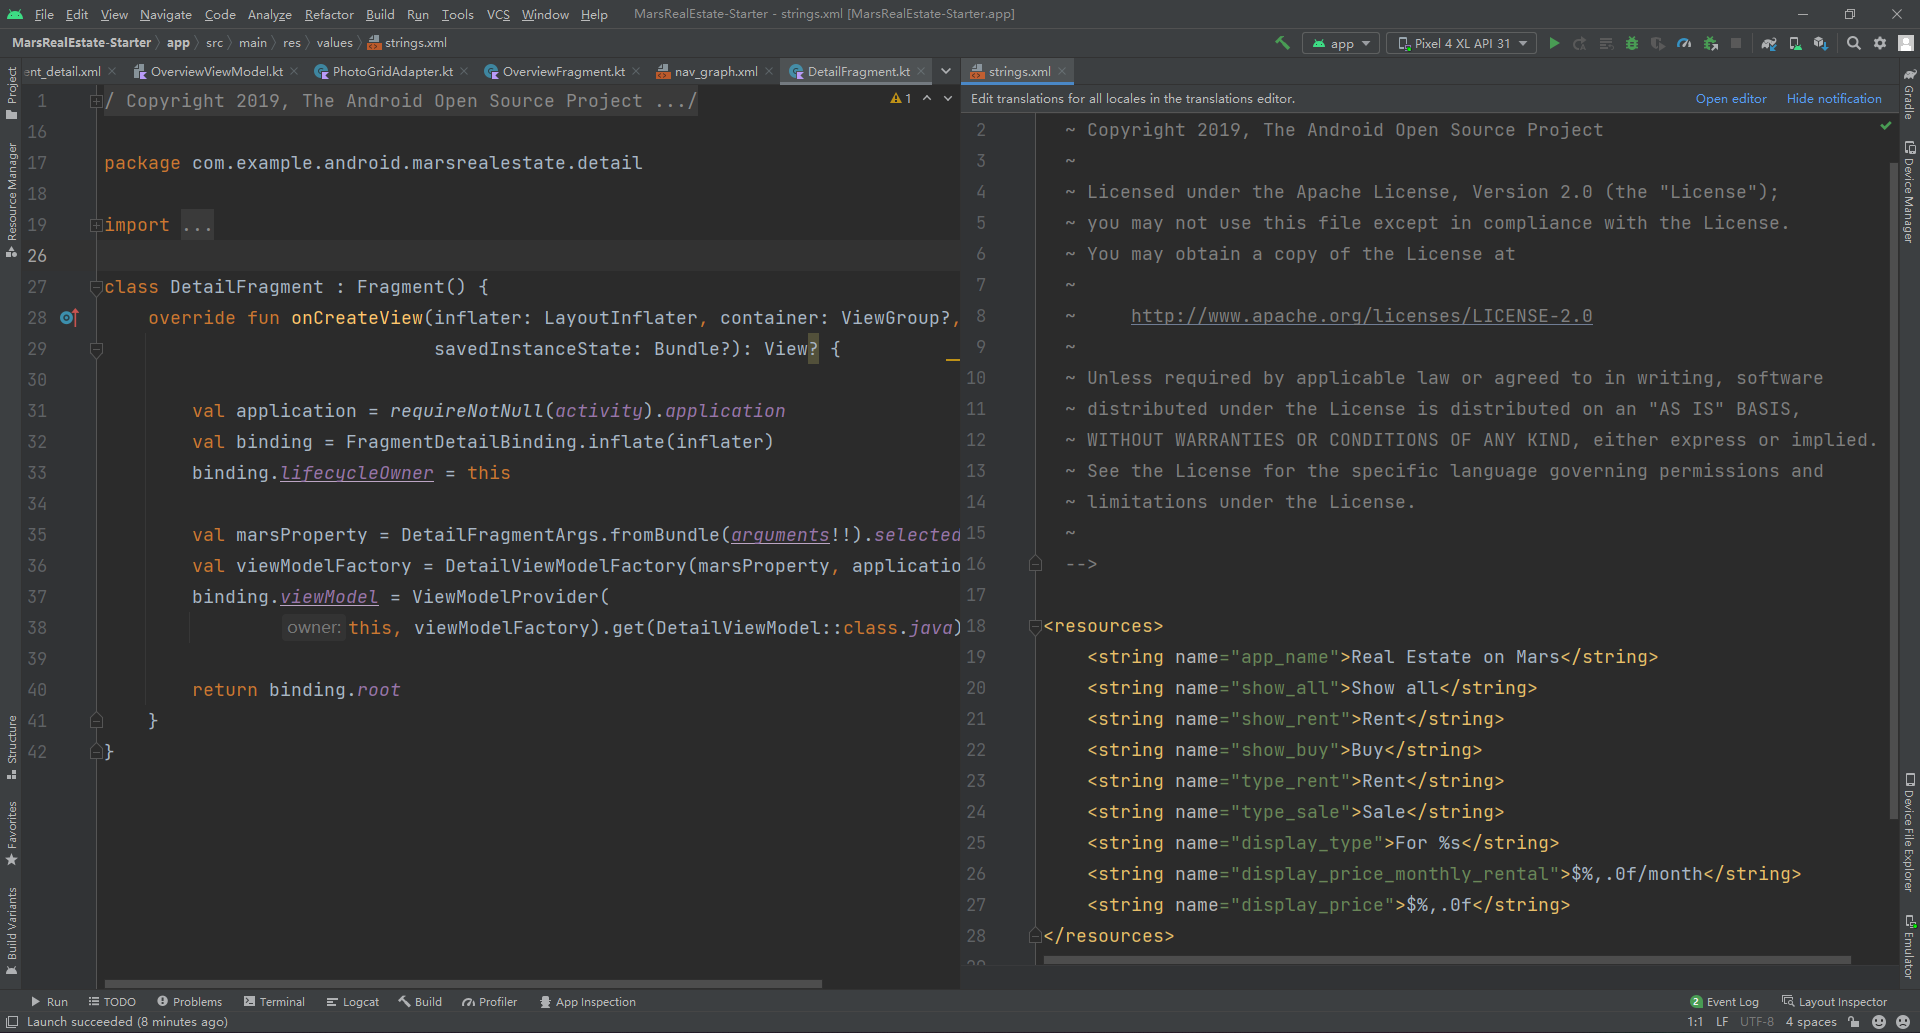 File Edit View Navigate Code Analyze Refactor Build Run Tools VCS Window Help MarsRealEstate-Starter - strings.xml [MarsRealEstate-Starter.app]
MarsRealEstate-Starter app src main res values strings.xml app Pixel 4 XL API 31
ent_detail.xml OverviewViewModel.kt PhotoGridAdapter.kt OverviewFragment.kt nav_graph.xml DetailFragment.kt strings.xml
Project
Resource Manager
Structure
Favorites
Build Variants
1 / Copyright 2019, The Android Open Source Project .../ 1
16
17 package com.example.android.marsrealestate.detail
18
19 import ...
26
27 class DetailFragment : Fragment() {
28 override fun onCreateView(inflater: LayoutInflater, container: ViewGroup?,
29 savedInstanceState: Bundle?): View? {
30
31 val application = requireNotNull(activity).application
32 val binding = FragmentDetailBinding.inflate(inflater)
33 binding.lifecycleOwner = this
34
35 val marsProperty = DetailFragmentArgs.fromBundle(arguments!!).selected
36 val viewModelFactory = DetailViewModelFactory(marsProperty, applicatio
37 binding.viewModel = ViewModelProvider(
38 owner: this, viewModelFactory).get(DetailViewModel::class.java)
39
40 return binding.root
41 }
42 }
Edit translations for all locales in the translations editor. Open editor Hide notification
2 ~ Copyright 2019, The Android Open Source Project
3 ~
4 ~ Licensed under the Apache License, Version 2.0 (the "License");
5 ~ you may not use this file except in compliance with the License.
6 ~ You may obtain a copy of the License at
7 ~
8 ~ http://www.apache.org/licenses/LICENSE-2.0
9 ~
10 ~ Unless required by applicable law or agreed to in writing, software
11 ~ distributed under the License is distributed on an "AS IS" BASIS,
12 ~ WITHOUT WARRANTIES OR CONDITIONS OF ANY KIND, either express or implied.
13 ~ See the License for the specific language governing permissions and
14 ~ limitations under the License.
15 ~
16 -->
17
18 <resources>
19 <string name="app_name">Real Estate on Mars</string>
20 <string name="show_all">Show all</string>
21 <string name="show_rent">Rent</string>
22 <string name="show_buy">Buy</string>
23 <string name="type_rent">Rent</string>
24 <string name="type_sale">Sale</string>
25 <string name="display_type">For %s</string>
26 <string name="display_price_monthly_rental">$%,.0f/month</string>
27 <string name="display_price">$%,.0f</string>
28 </resources>
Gradle
Device Manager
Device File Explorer
Emulator
Run TODO Problems Terminal Logcat Build Profiler App Inspection 2 Event Log Layout Inspector
Launch succeeded (8 minutes ago) 1:1 LF UTF-8 4 spaces